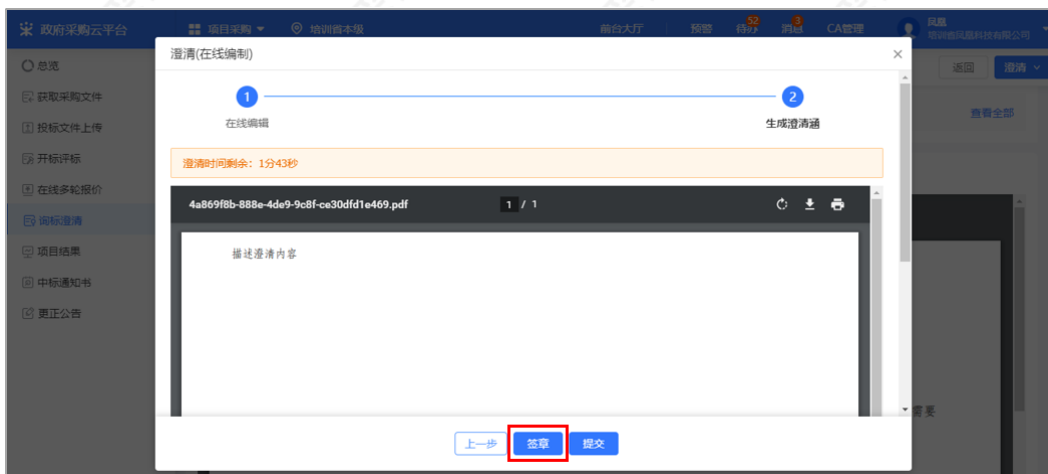 政府采购云平台 项目采购 培训省本级 前台大厅 预警 待办 52 消息 8 CA管理 凤凰
培训省凤凰科技有限公司
澄清(在线编制)
返回 澄清
总览
获取采购文件
投标文件上传
开标评标
在线多轮报价
询标澄清
项目结果
中标通知书
更正公告
查看全部
1 2
在线编辑 生成澄清函
澄清时间剩余：1分43秒
4a869f8b-888e-4de9-9c8f-ce30dfd1e469.pdf 1 / 1
描述澄清内容
需要
上一步 签章 提交